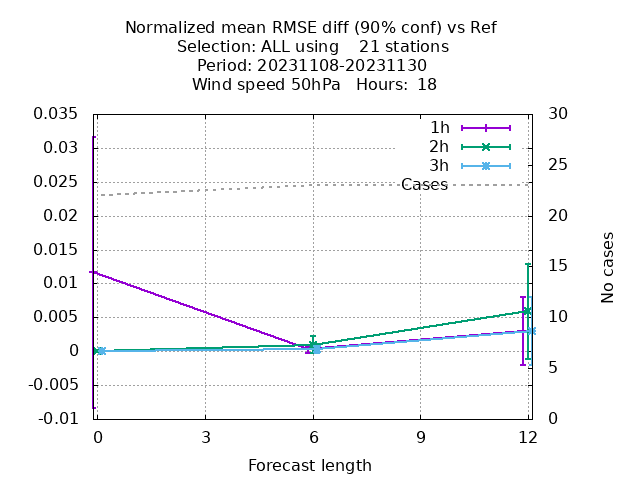 Normalized mean RMSE diff (90% conf) vs Ref
Selection: ALL using    21 stations
Period: 20231108-20231130
Wind speed 50hPa   Hours:  18
0.035
0.03
0.025
0.02
0.015
0.01
0.005
0
-0.005
-0.01
30
25
20
15
10
5
0
1h
2h
3h
Cases
No cases
0
3
6
9
12
Forecast length